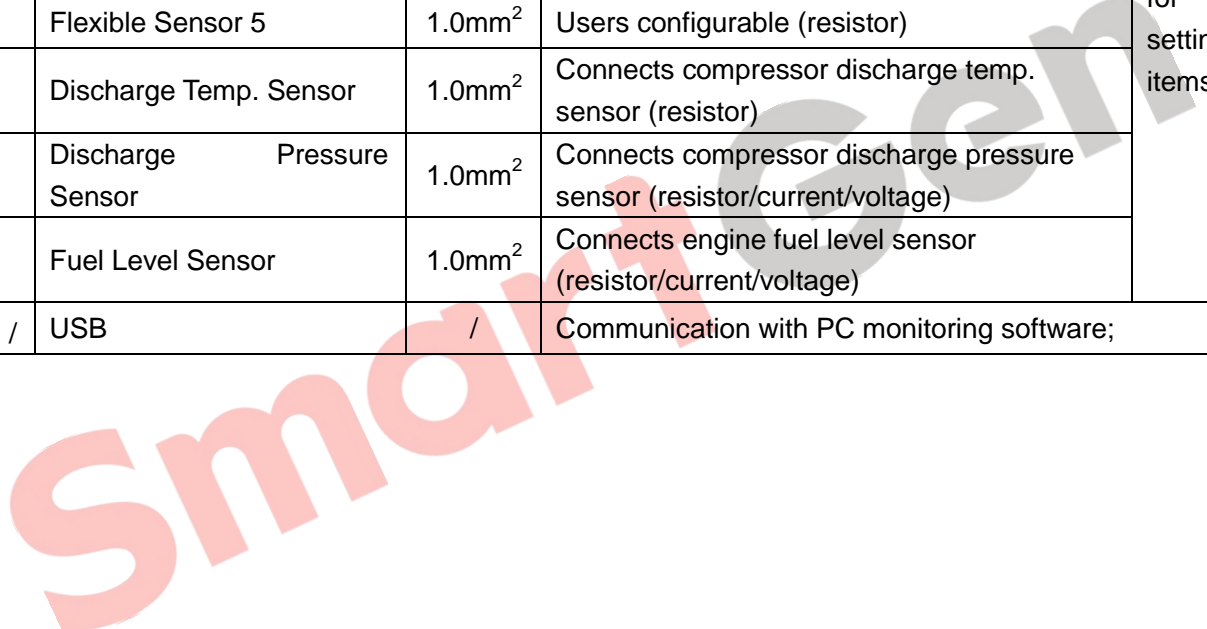 for
Flexible Sensor 5 1.0mm² Users configurable (resistor)
items
Discharge Temp. Sensor 1.0mm² Connects compressor discharge temp.
sensor (resistor)
Discharge Pressure
Sensor 1.0mm² Connects compressor discharge pressure
sensor (resistor/current/voltage)
Fuel Level Sensor 1.0mm² Connects engine fuel level sensor
(resistor/current/voltage)
/ USB / Communication with PC monitoring software;
SmartGen